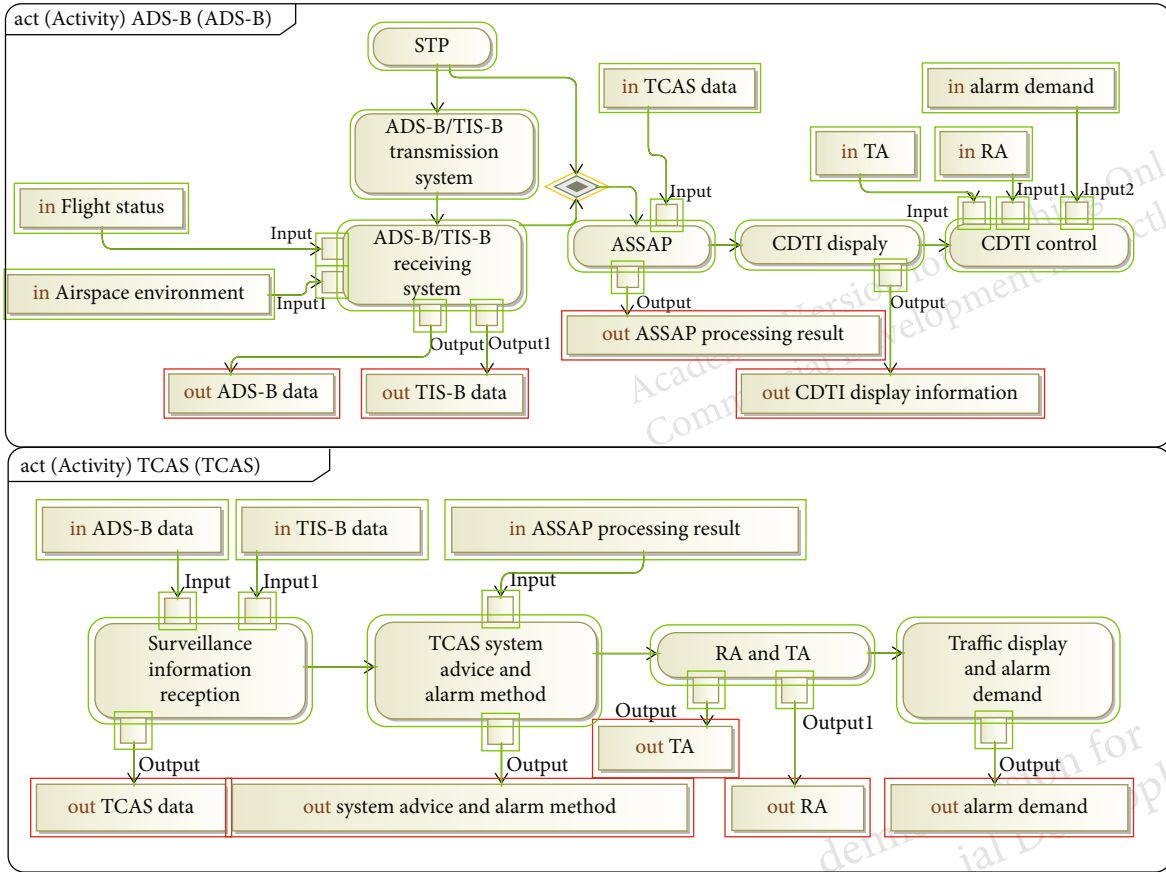 act (Activity) ADS-B (ADS-B)
STP
in TCAS data
in alarm demand
ADS-B/TIS-B
transmission
system
in TA
in RA
in Flight status
Input
Input
Input1
Input2
Input
ADS-B/TIS-B
receiving
system
ASSAP
CDTI dispaly
CDTI control
in Airspace environment
Input1
Output
Output
Output
Output1
out ASSAP processing result
out ADS-B data
out TIS-B data
out CDTI display information
act (Activity) TCAS (TCAS)
in ADS-B data
in TIS-B data
in ASSAP processing result
Input
Input1
Input
Surveillance
information
reception
TCAS system
advice and
alarm method
RA and TA
Traffic display
and alarm
demand
Output
Output1
Output
Output
Output
out TA
out TCAS data
out system advice and alarm method
out RA
out alarm demand